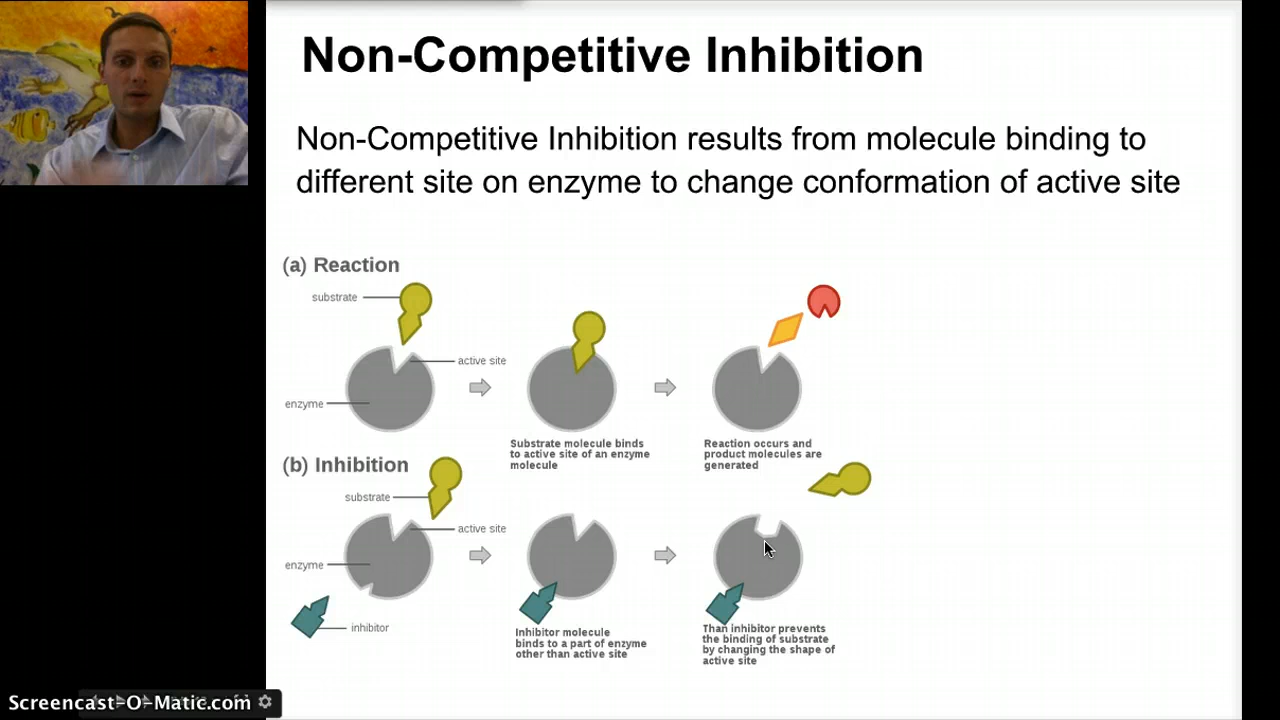 Non-Competitive Inhibition
Non-Competitive Inhibition results from molecule binding to
different site on enzyme to change conformation of active site
(a) Reaction
substrate
active site
enzyme
Substrate molecule binds
to active site of an enzyme
molecule
Reaction occurs and
product molecules are
generated
(b) Inhibition
substrate
active site
enzyme
inhibitor
Inhibitor molecule
binds to a part of enzyme
other than active site
Than inhibitor prevents
the binding of substrate
by changing the shape of
active site
Screencast-O-Matic.com